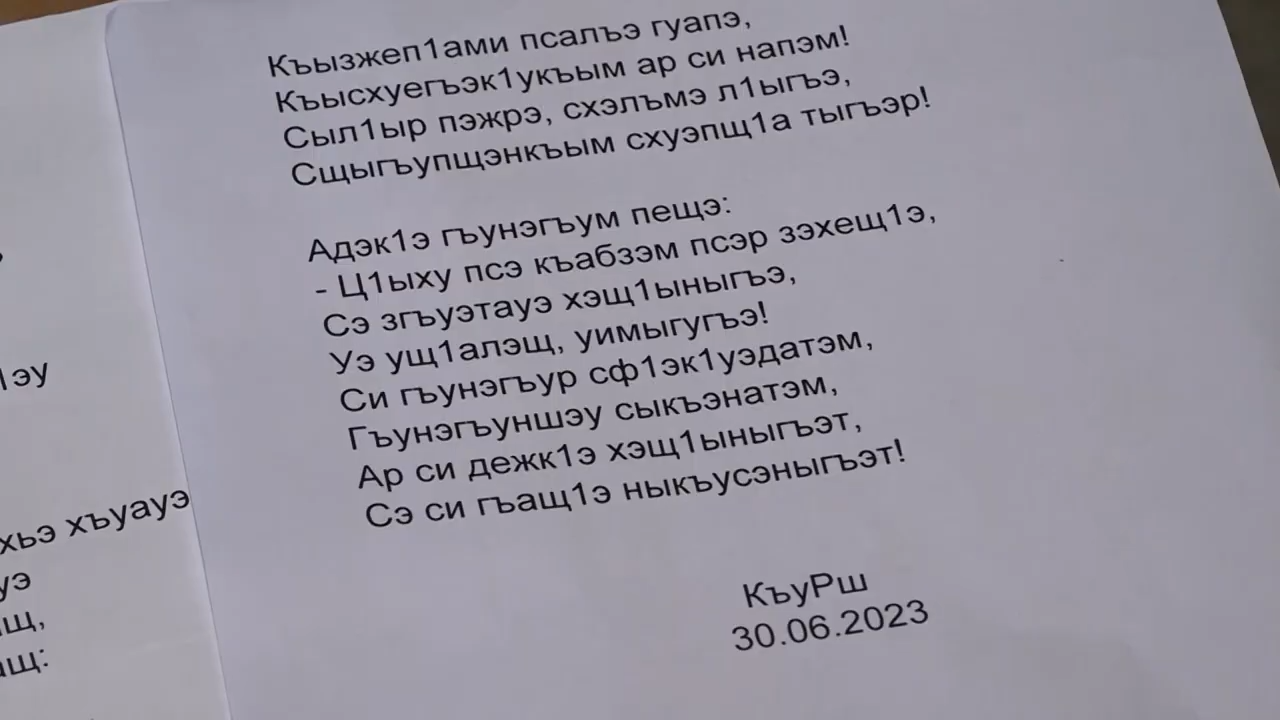 Къызжеп1ами псалъэ гуапэ,
Къысхуегъэк1укъым ар си напэм!
Сыл1ыр пэжрэ, схэлъмэ л1ыгъэ,
Сщыгъупщэнкъым схуэпщ1а тыгъэр!
Адэк1э гъунэгъум пещэ:
- Ц1ыху псэ къабзэм псэр зэхещ1э,
Сэ згъуэтауэ хэщ1ыныгъэ,
Уэ ущ1алэщ, уимыгугъэ!
Си гъунэгъур сф1эк1уэдатэм,
Гъунэгъуншэу сыкъэнатэм,
Ар си дежк1э хэщ1ыныгъэт,
Сэ си гъащ1э ныкъусэныгъэт!
КъуРш
30.06.2023
1эу
хьэ хъуауэ
уэ
щ,
щ: